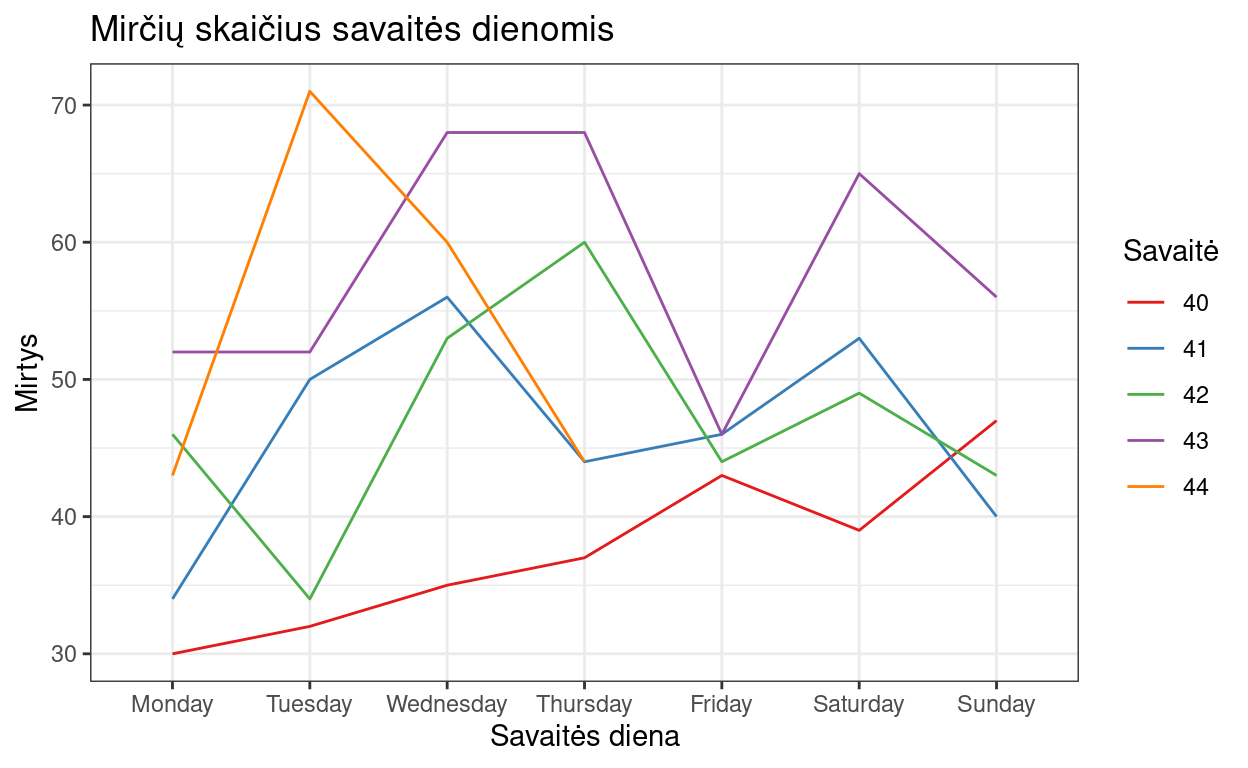 Mirčių skaičius savaitės dienomis
70
60
50
40
30
Mirtys
Monday Tuesday Wednesday Thursday Friday Saturday Sunday
Savaitės diena
Savaitė
40
41
42
43
44